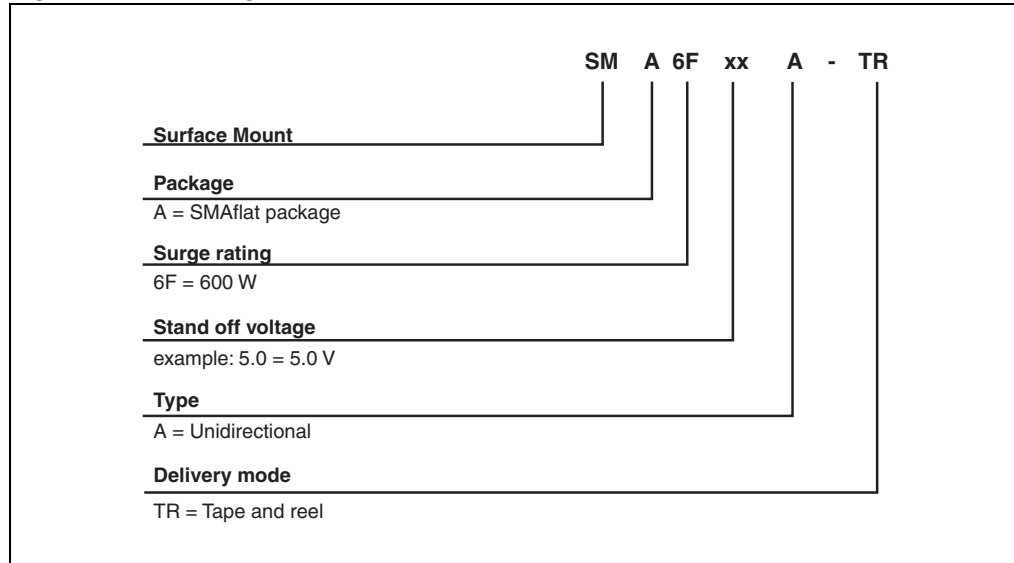 SM A 6F xx A - TR
Surface Mount
Package
A = SMAflat package
Surge rating
6F = 600 W
Stand off voltage
example: 5.0 = 5.0 V
Type
A = Unidirectional
Delivery mode
TR = Tape and reel